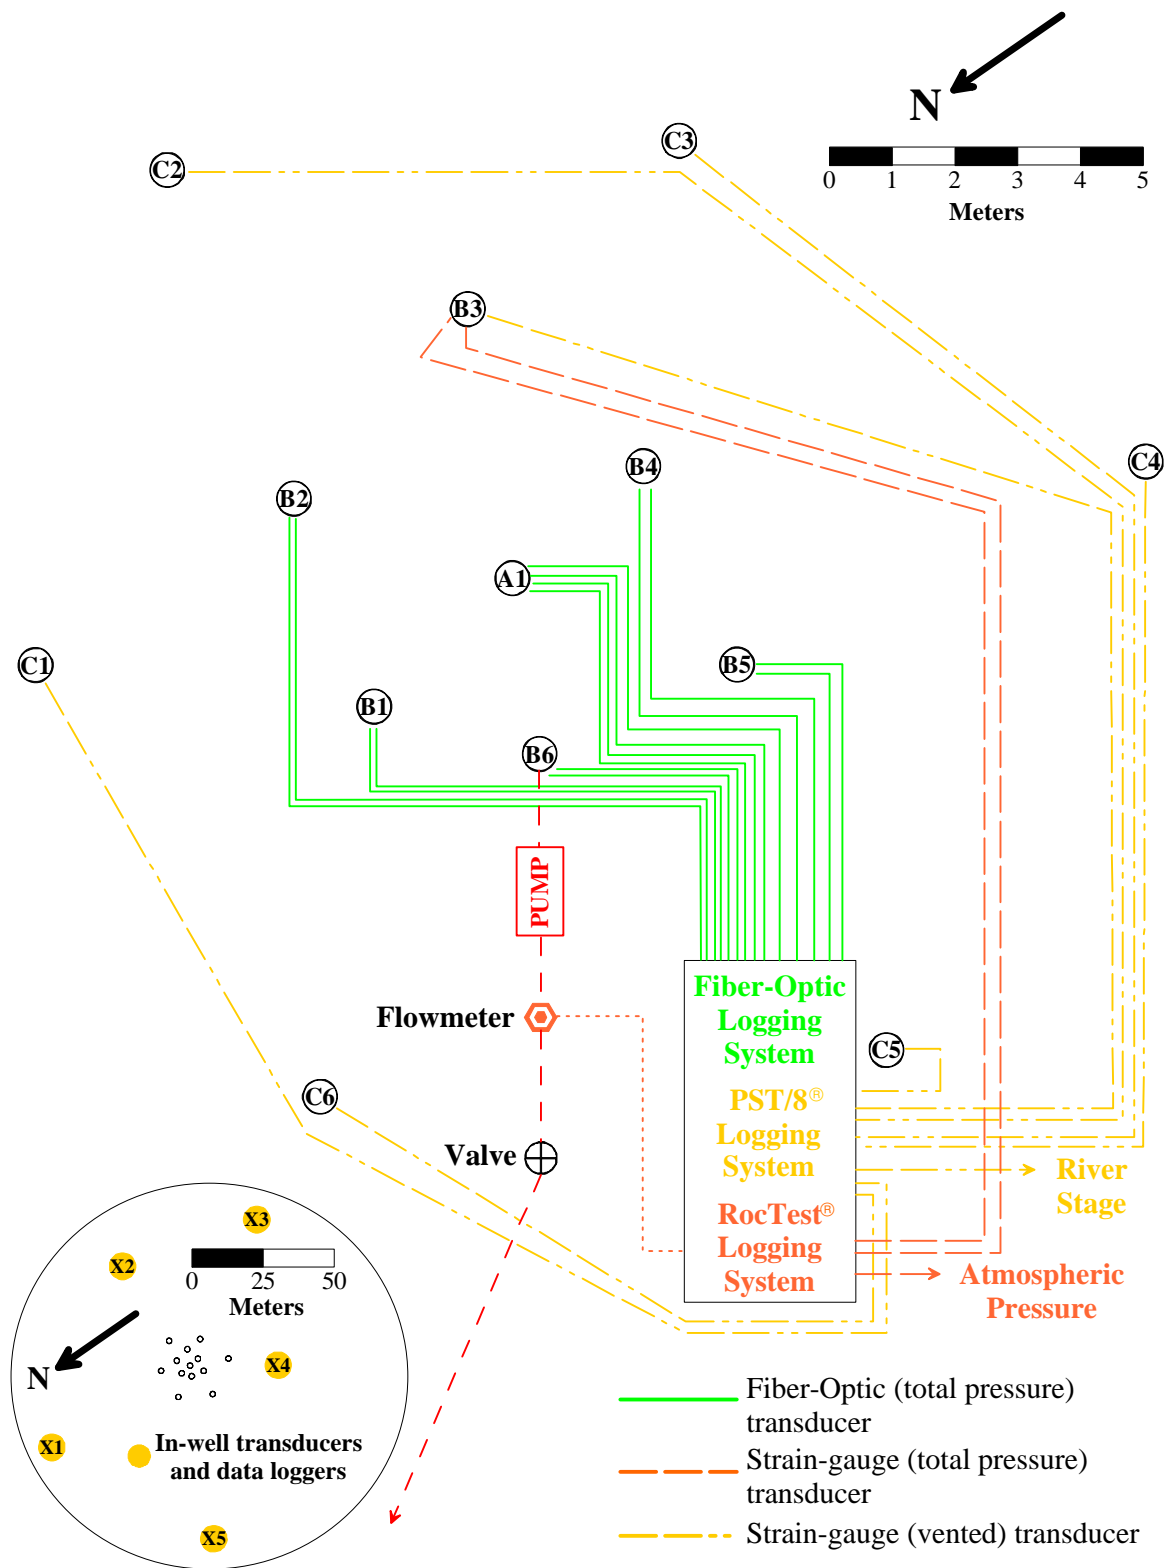 N
0 1 2 3 4 5
Meters
C2
C3
B3
C4
B4
B2
A1
C1
B5
B1
B6
PUMP
Fiber-Optic
Logging
System
Flowmeter
C5
PST/8®
Logging
System
C6
Valve
River
Stage
RocTest®
Logging
System
Atmospheric
Pressure
X3
X2
0 25 50
Meters
N
X4
X1
In-well transducers
and data loggers
X5
Fiber-Optic (total pressure)
transducer
Strain-gauge (total pressure)
transducer
Strain-gauge (vented) transducer